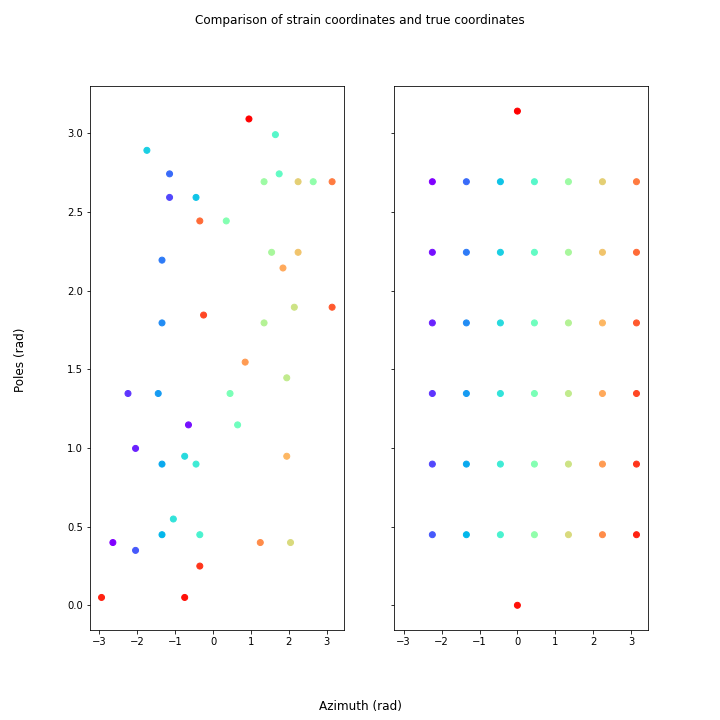 Comparison of strain coordinates and true coordinates
Poles (rad)
3.0
2.5
2.0
1.5
1.0
0.5
0.0
−3 −2 −1 0 1 2 3
−3 −2 −1 0 1 2 3
Azimuth (rad)